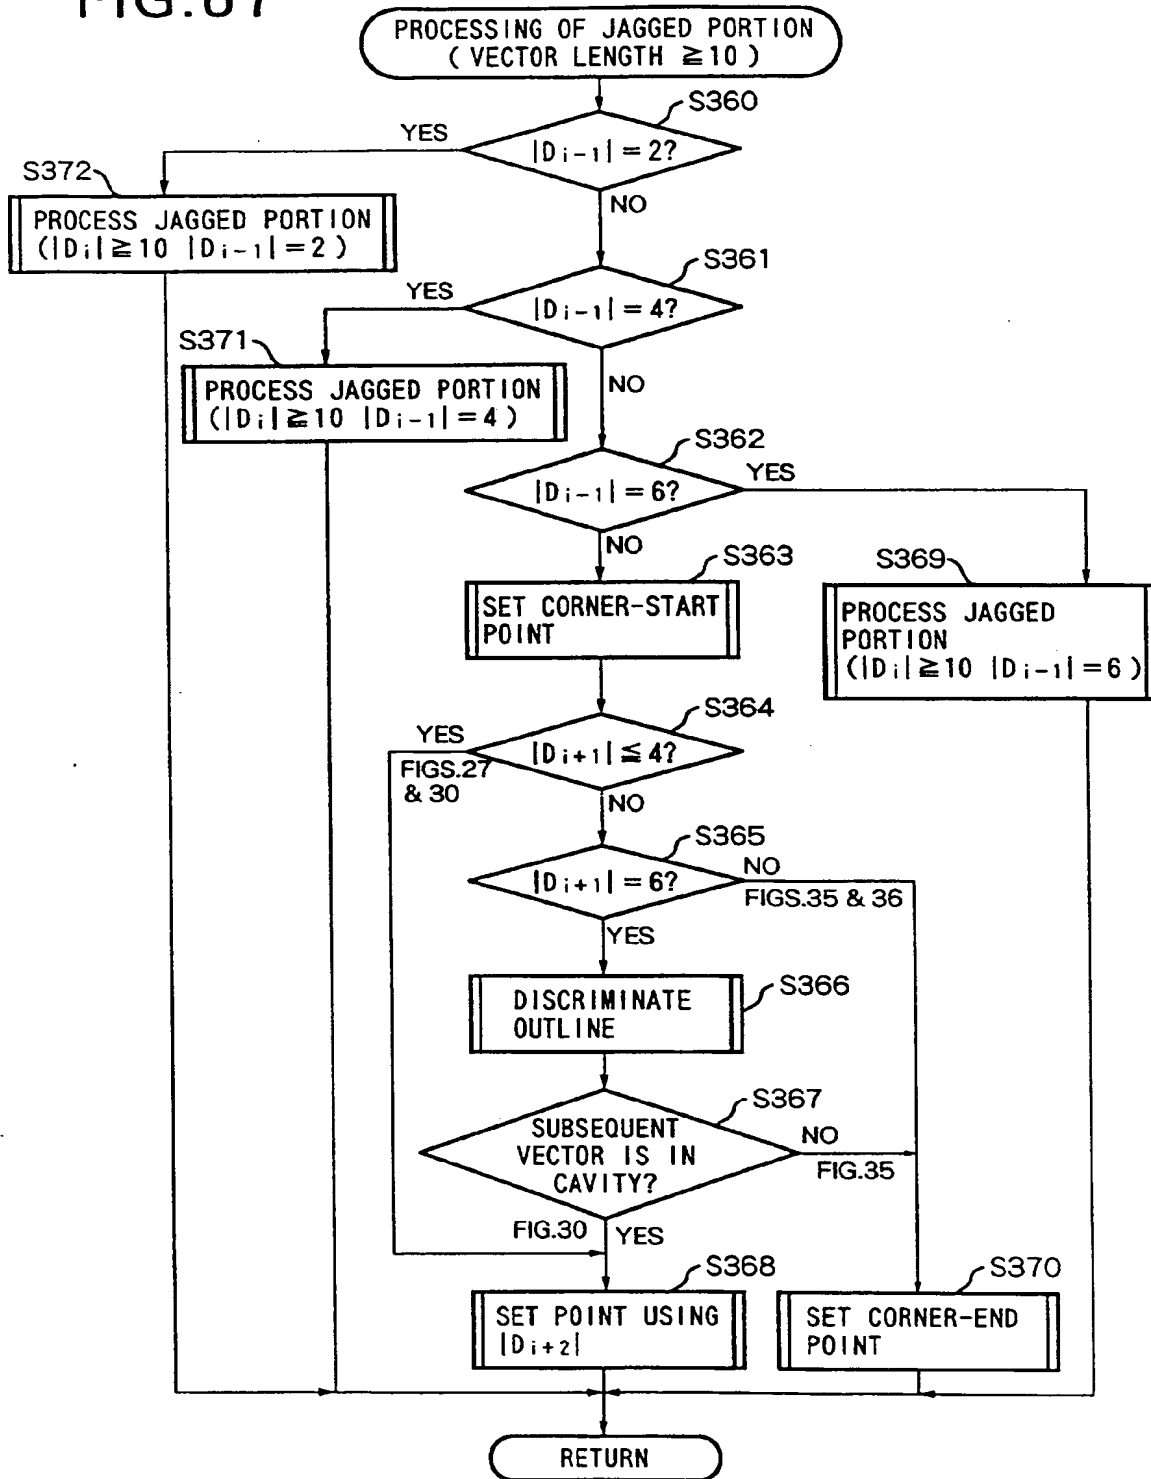 FIG.67
PROCESSING OF JAGGED PORTION
( VECTOR LENGTH ≧10 )
S360
YES
|Di-1|=2?
S372
NO
PROCESS JAGGED PORTION
(|Di|≧10 |Di-1|=2 )
S361
YES
|Di-1|=4?
S371
NO
PROCESS JAGGED PORTION
(|Di|≧10 |Di-1|=4 )
S362
YES
|Di-1|=6?
NO
S363
S369
SET CORNER-START
POINT
PROCESS JAGGED
PORTION
(|Di|≧10 |Di-1|=6 )
S364
YES
|Di+1|≦4?
FIGS.27
& 30
NO
S365
NO
|Di+1|=6?
FIGS.35 & 36
YES
S366
DISCRIMINATE
OUTLINE
S367
SUBSEQUENT
VECTOR IS IN
CAVITY?
NO
FIG.35
FIG.30
YES
S368
S370
SET POINT USING
|Di+2|
SET CORNER-END
POINT
RETURN